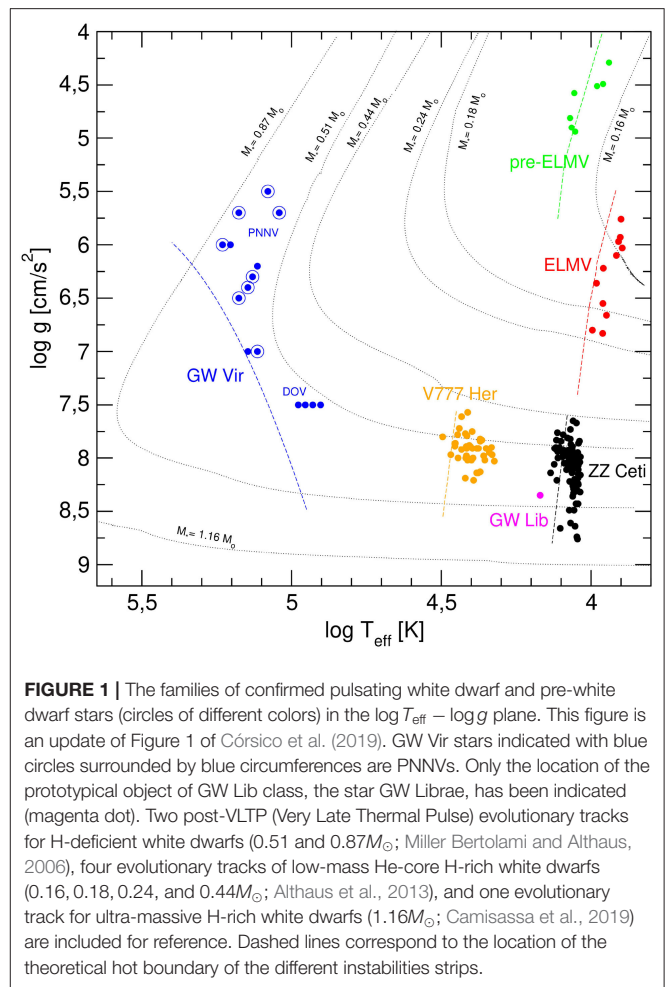 4
4,5
5
5,5
6
6,5
7
7,5
8
8,5
9
log g [cm/s²]
M*= 0.87 M₀
M*= 0.51 M₀
M*= 0.44 M₀
M*= 0.24 M₀
M*= 0.18 M₀
M*= 0.16 M₀
pre-ELMV
PNNV
ELMV
GW Vir
DOV
V777 Her
ZZ Ceti
GW Lib
M*= 1.16 M₀
5,5
5
4,5
4
log T_eff [K]
FIGURE 1 | The families of confirmed pulsating white dwarf and pre-white
dwarf stars (circles of different colors) in the log T_eff − log g plane. This figure is
an update of Figure 1 of Córsico et al. (2019). GW Vir stars indicated with blue
circles surrounded by blue circumferences are PNNVs. Only the location of the
prototypical object of GW Lib class, the star GW Librae, has been indicated
(magenta dot). Two post-VLTP (Very Late Thermal Pulse) evolutionary tracks
for H-deficient white dwarfs (0.51 and 0.87M⊙; Miller Bertolami and Althaus,
2006), four evolutionary tracks of low-mass He-core H-rich white dwarfs
(0.16, 0.18, 0.24, and 0.44M⊙; Althaus et al., 2013), and one evolutionary
track for ultra-massive H-rich white dwarfs (1.16M⊙; Camisassa et al., 2019)
are included for reference. Dashed lines correspond to the location of the
theoretical hot boundary of the different instabilities strips.